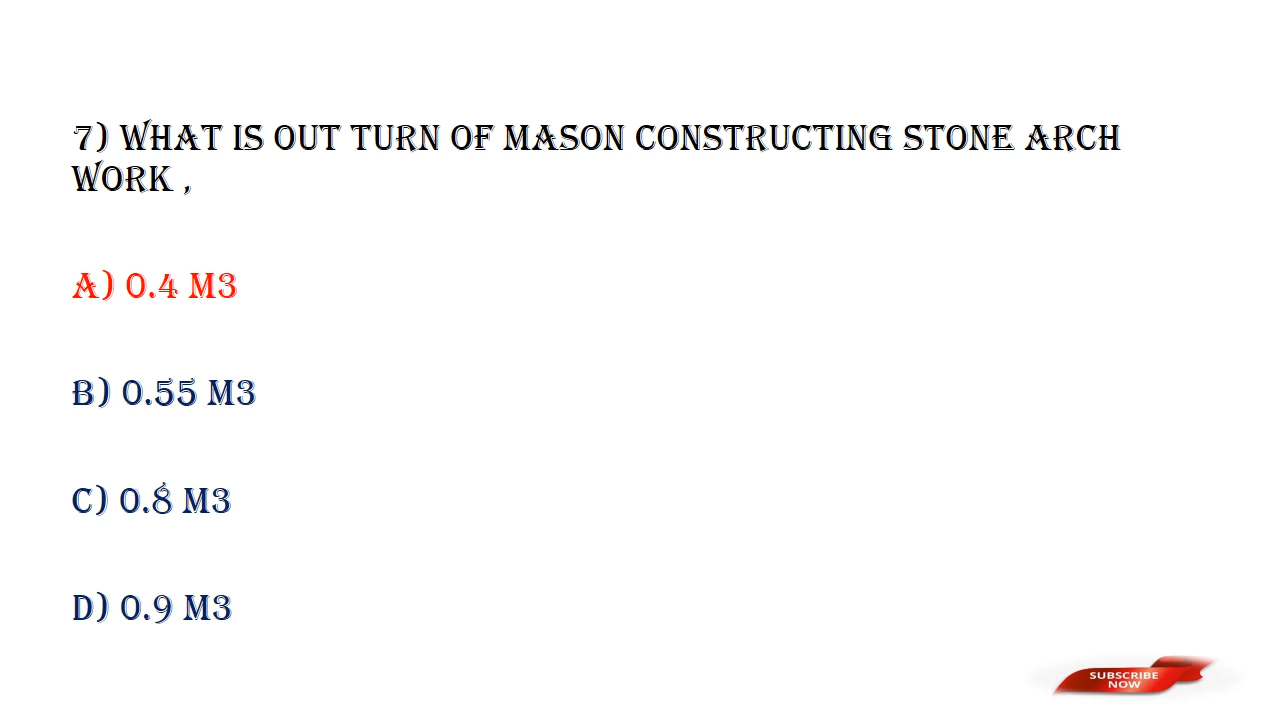 7) WHAT IS OUT TURN OF MASON CONSTRUCTING STONE ARCH
WORK ,
A) 0.4 M3
B) 0.55 M3
C) 0.8 M3
D) 0.9 M3
SUBSCRIBE
NOW